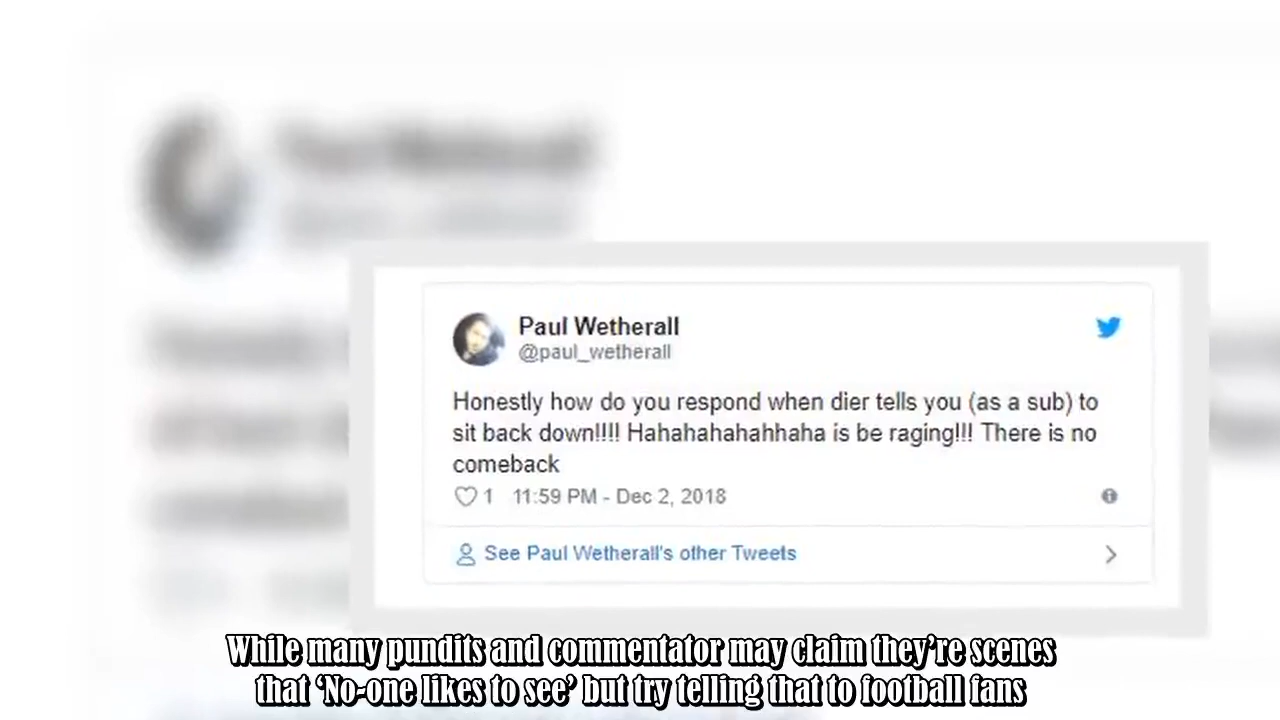 Paul Wetherall
@paul_wetherall
Honestly how do you respond when dier tells you (as a sub) to
sit back down!!!! Hahahahahahhaha is be raging!!! There is no
comeback
1 11:59 PM - Dec 2, 2018
See Paul Wetherall's other Tweets
While many pundits and commentator may claim they're scenes
that 'No-one likes to see' but try telling that to football fans